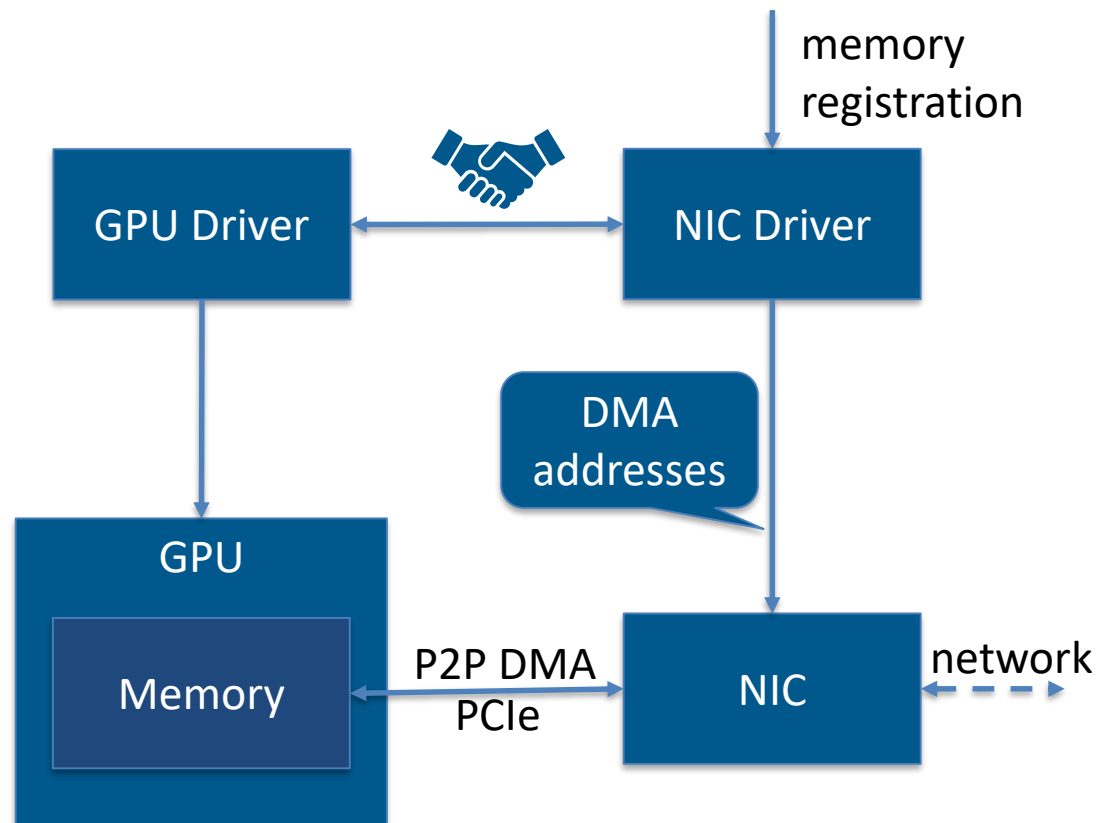 memory
registration
GPU Driver
NIC Driver
DMA
addresses
GPU
Memory
P2P DMA
PCIe
NIC
network